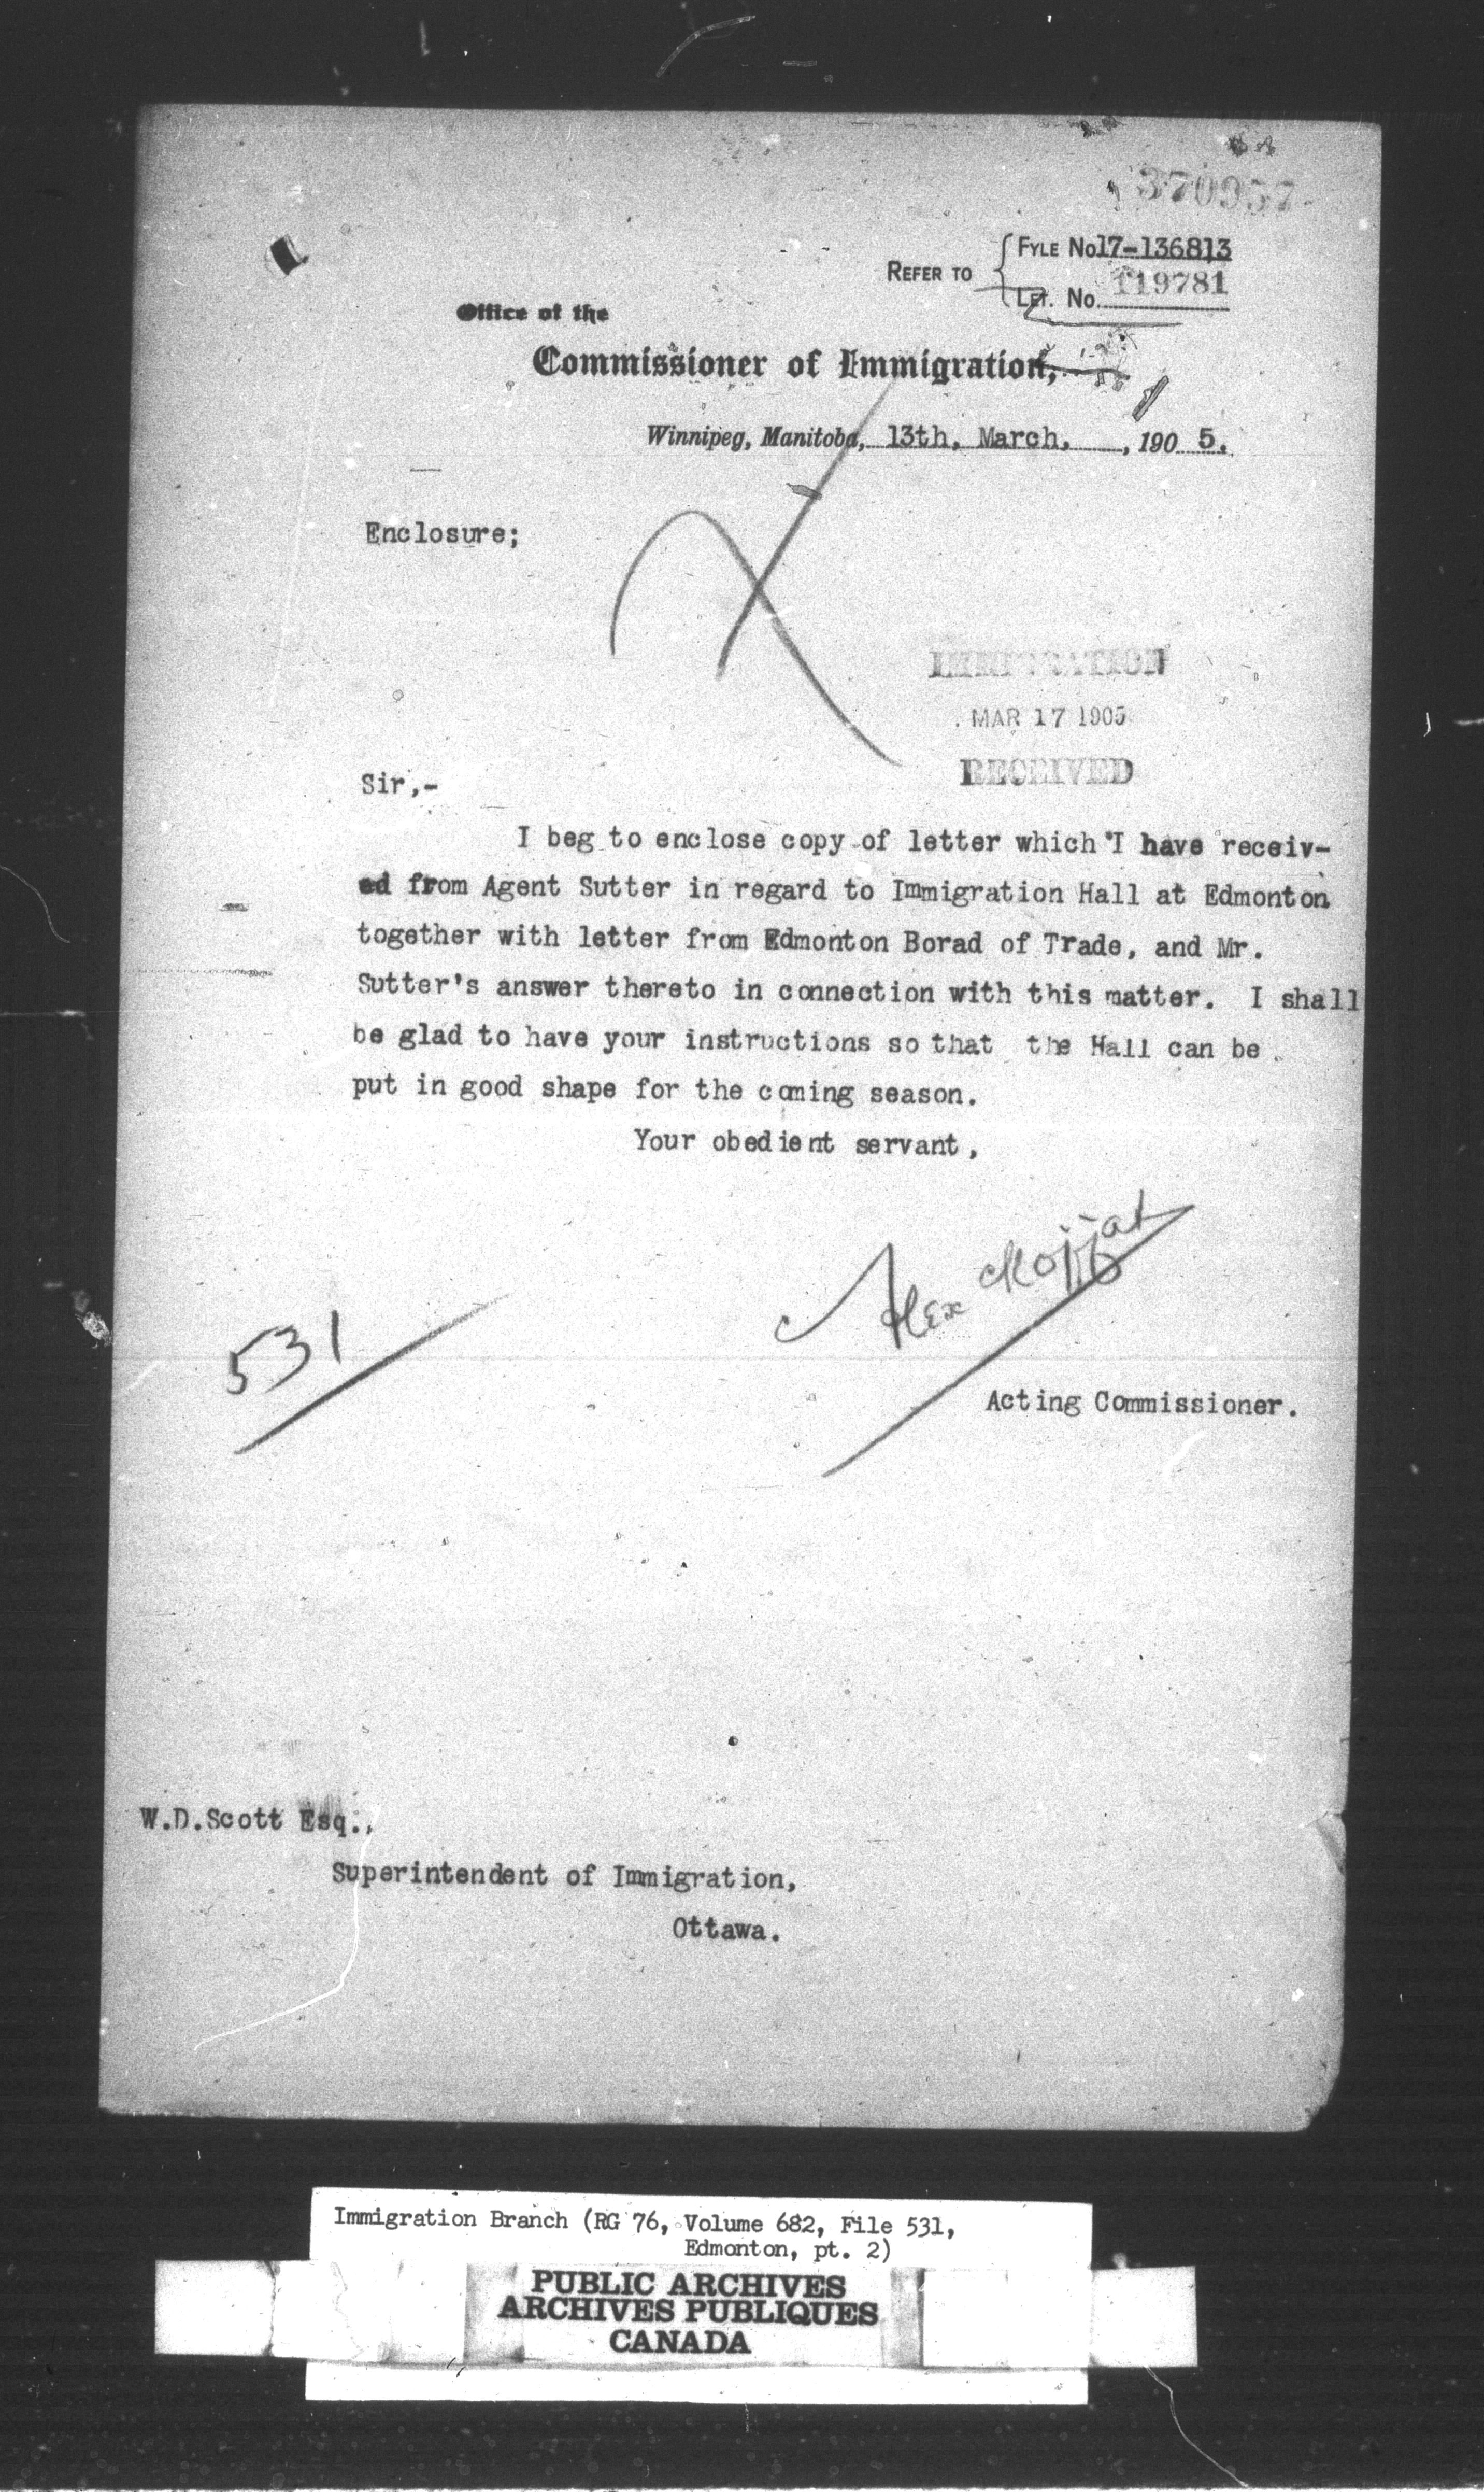 370957
REFER TO
FYLE No17-136813
LET. No. 119781
Office of the
Commissioner of Immigration,
Winnipeg, Manitoba, 13th, March, , 190 5.
Enclosure;
IMMIGRATION
MAR 17 1905
RECEIVED
Sir,-
I beg to enclose copy of letter which I have receiv-
ed from Agent Sutter in regard to Immigration Hall at Edmonton
together with letter from Edmonton Borad of Trade, and Mr.
Sutter's answer thereto in connection with this matter. I shall
be glad to have your instructions so that the Hall can be
put in good shape for the coming season.
Your obedient servant,
Alex Moffat
531
Acting Commissioner.
W.D.Scott Esq.,
Superintendent of Immigration,
Ottawa.
Immigration Branch (RG 76, Volume 682, File 531,
Edmonton, pt. 2)
PUBLIC ARCHIVES
ARCHIVES PUBLIQUES
CANADA